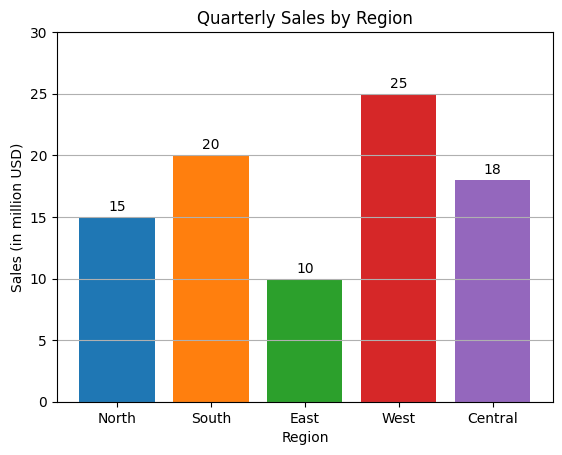 Quarterly Sales by Region
Sales (in million USD)
30
25
20
15
10
5
0
15
20
10
25
18
North
South
East
West
Central
Region